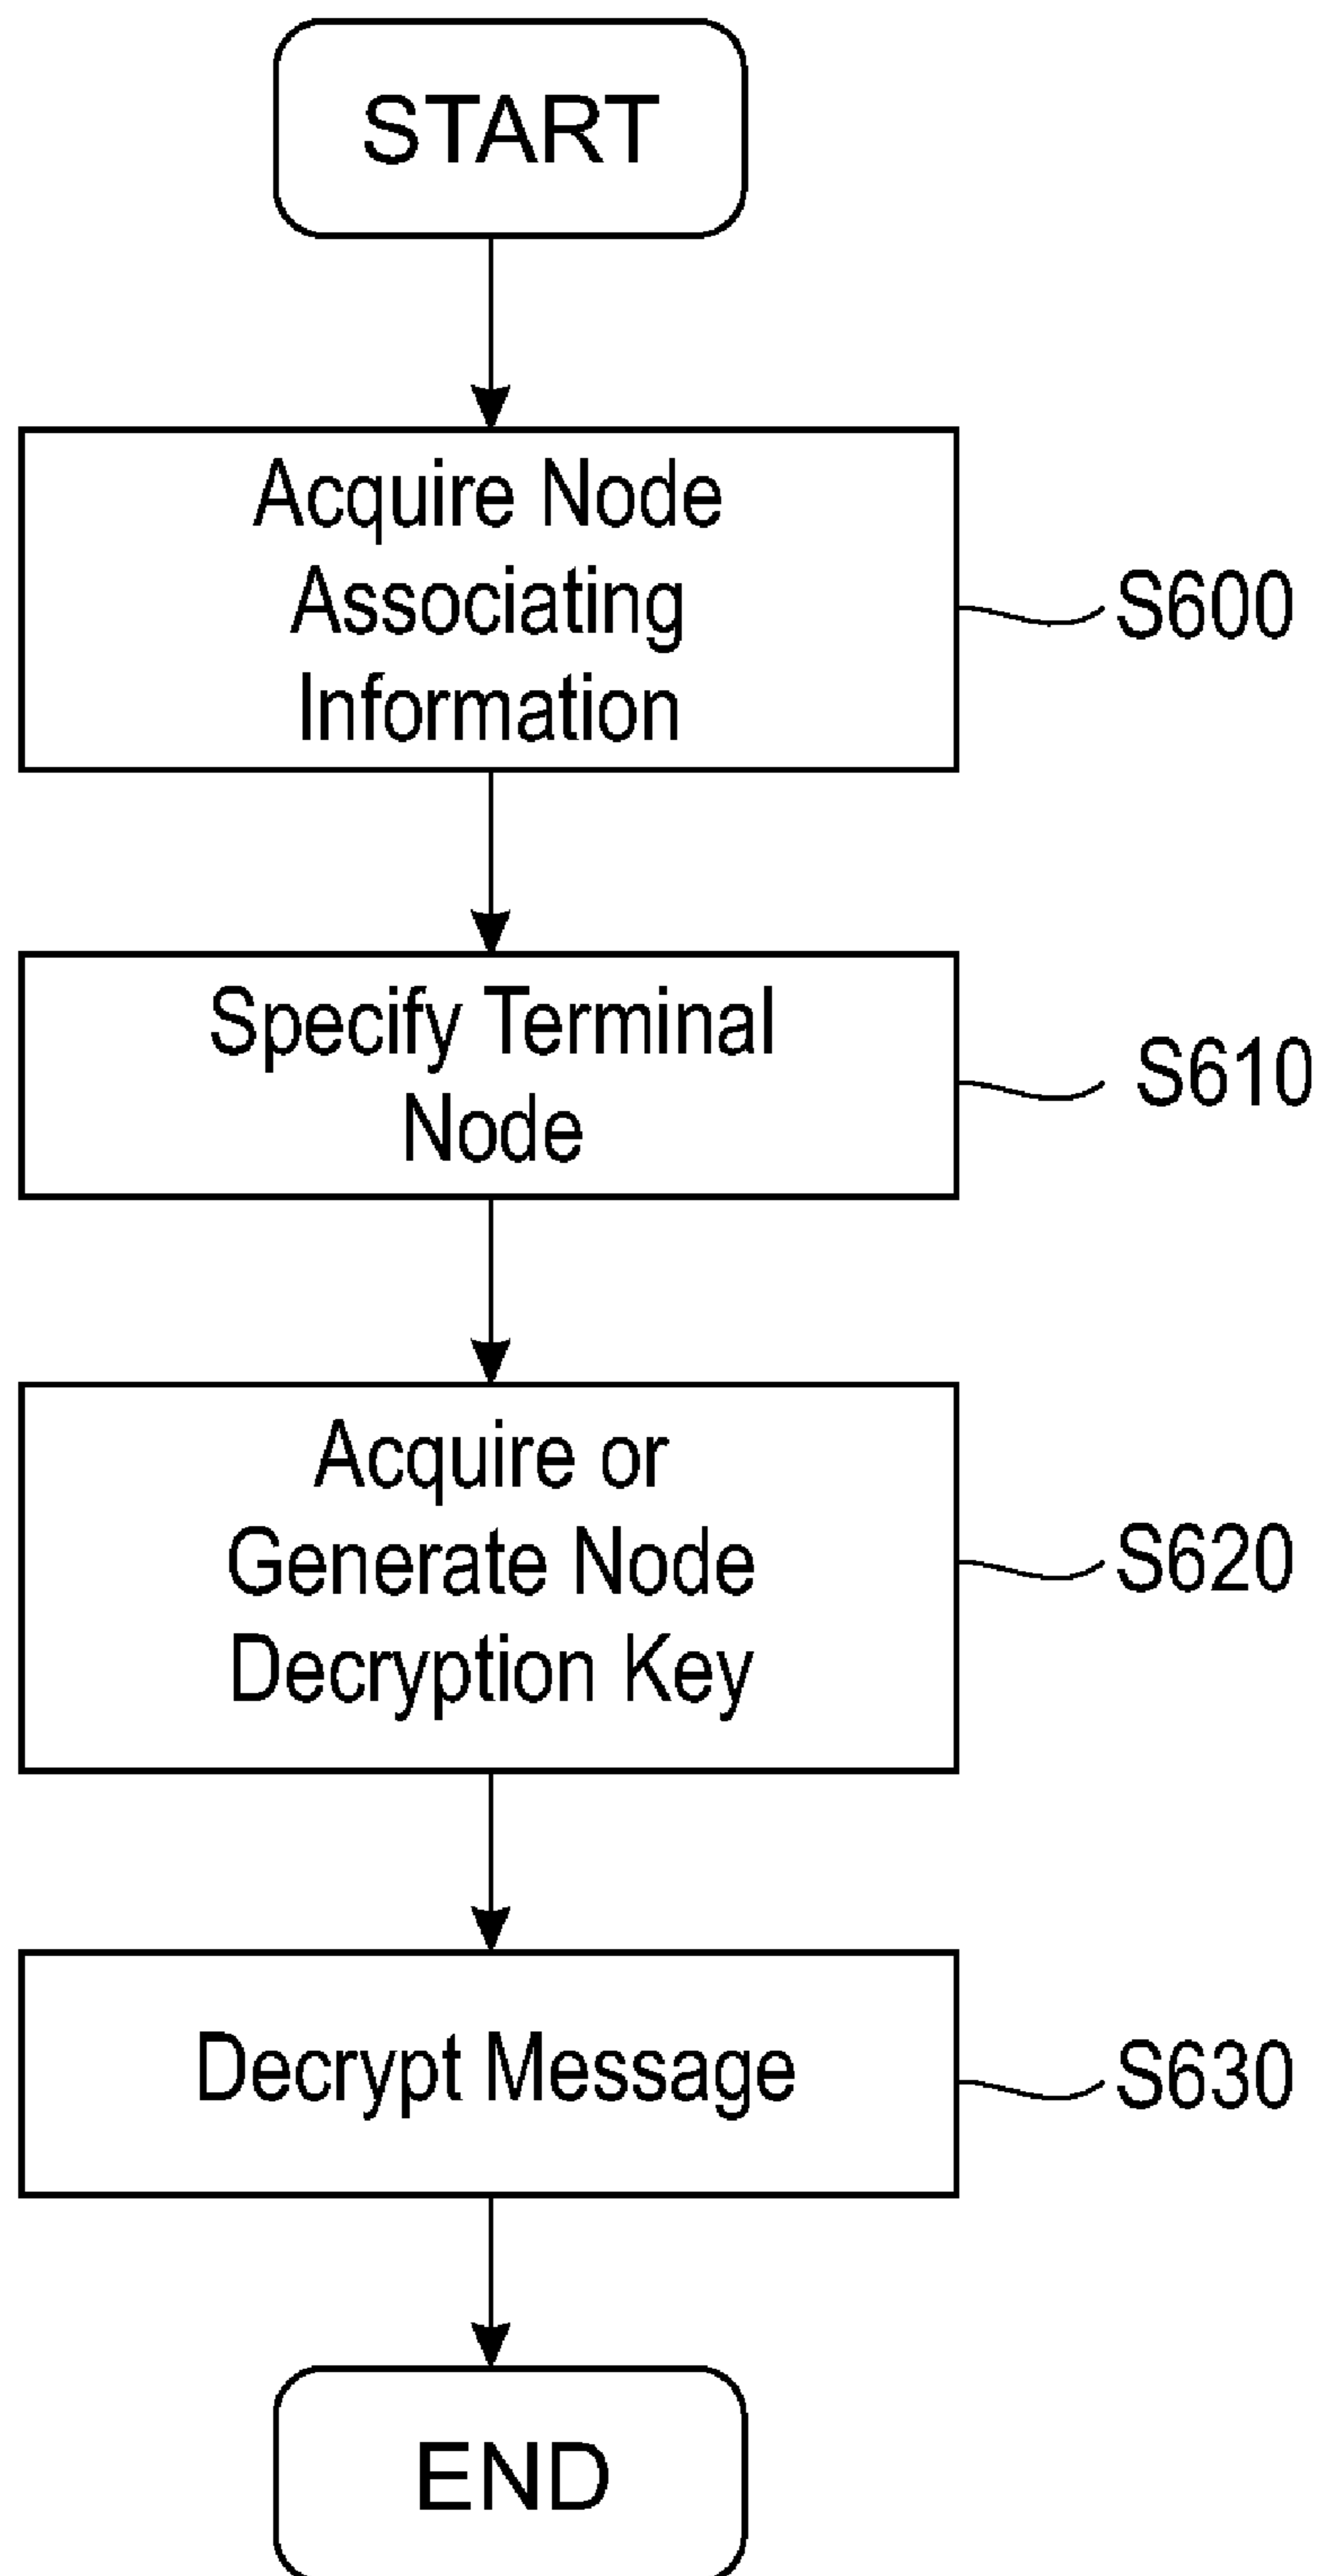 START
Acquire Node
Associating
Information
S600
Specify Terminal
Node
S610
Acquire or
Generate Node
Decryption Key
S620
Decrypt Message
S630
END